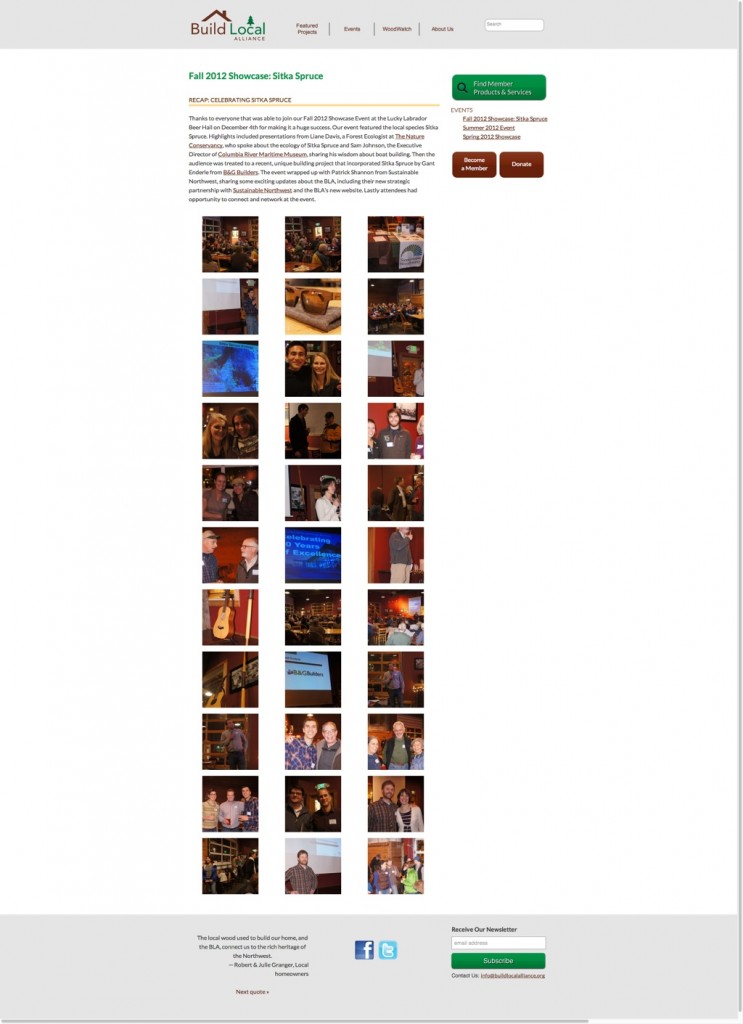 Build Local
ALLIANCE
Featured
Projects
Events
WoodWatch
About Us
Search
Fall 2012 Showcase: Sitka Spruce
RECAP: CELEBRATING SITKA SPRUCE
Thanks to everyone that was able to join our Fall 2012 Showcase Event at the Lucky Labrador
Beer Hall on December 4th for making it a huge success. Our event featured the local species Sitka
Spruce. Highlights included presentations from Liane Davis, a Forest Ecologist at The Nature
Conservancy, who spoke about the ecology of Sitka Spruce and Sam Johnson, the Executive
Director of Columbia River Maritime Museum, sharing his wisdom about boat building. Then the
audience was treated to a recent, unique building project that incorporated Sitka Spruce by Gant
Enderle from B&G Builders. The event wrapped up with Patrick Shannon from Sustainable
Northwest, sharing some exciting updates about the BLA, including their new strategic
partnership with Sustainable Northwest and the BLA's new website. Lastly attendees had
opportunity to connect and network at the event.
Find Member
Products & Services
EVENTS
Fall 2012 Showcase: Sitka Spruce
Summer 2012 Event
Spring 2012 Showcase
Become
a Member
Donate
elebrating
0 Years
f Excellence
B&G Builders
The local wood used to build our home, and
the BLA, connect us to the rich heritage of
the Northwest.
— Robert & Julie Granger, Local
homeowners
Next quote »
Receive Our Newsletter
email address
Subscribe
Contact Us: info@buildlocalalliance.org